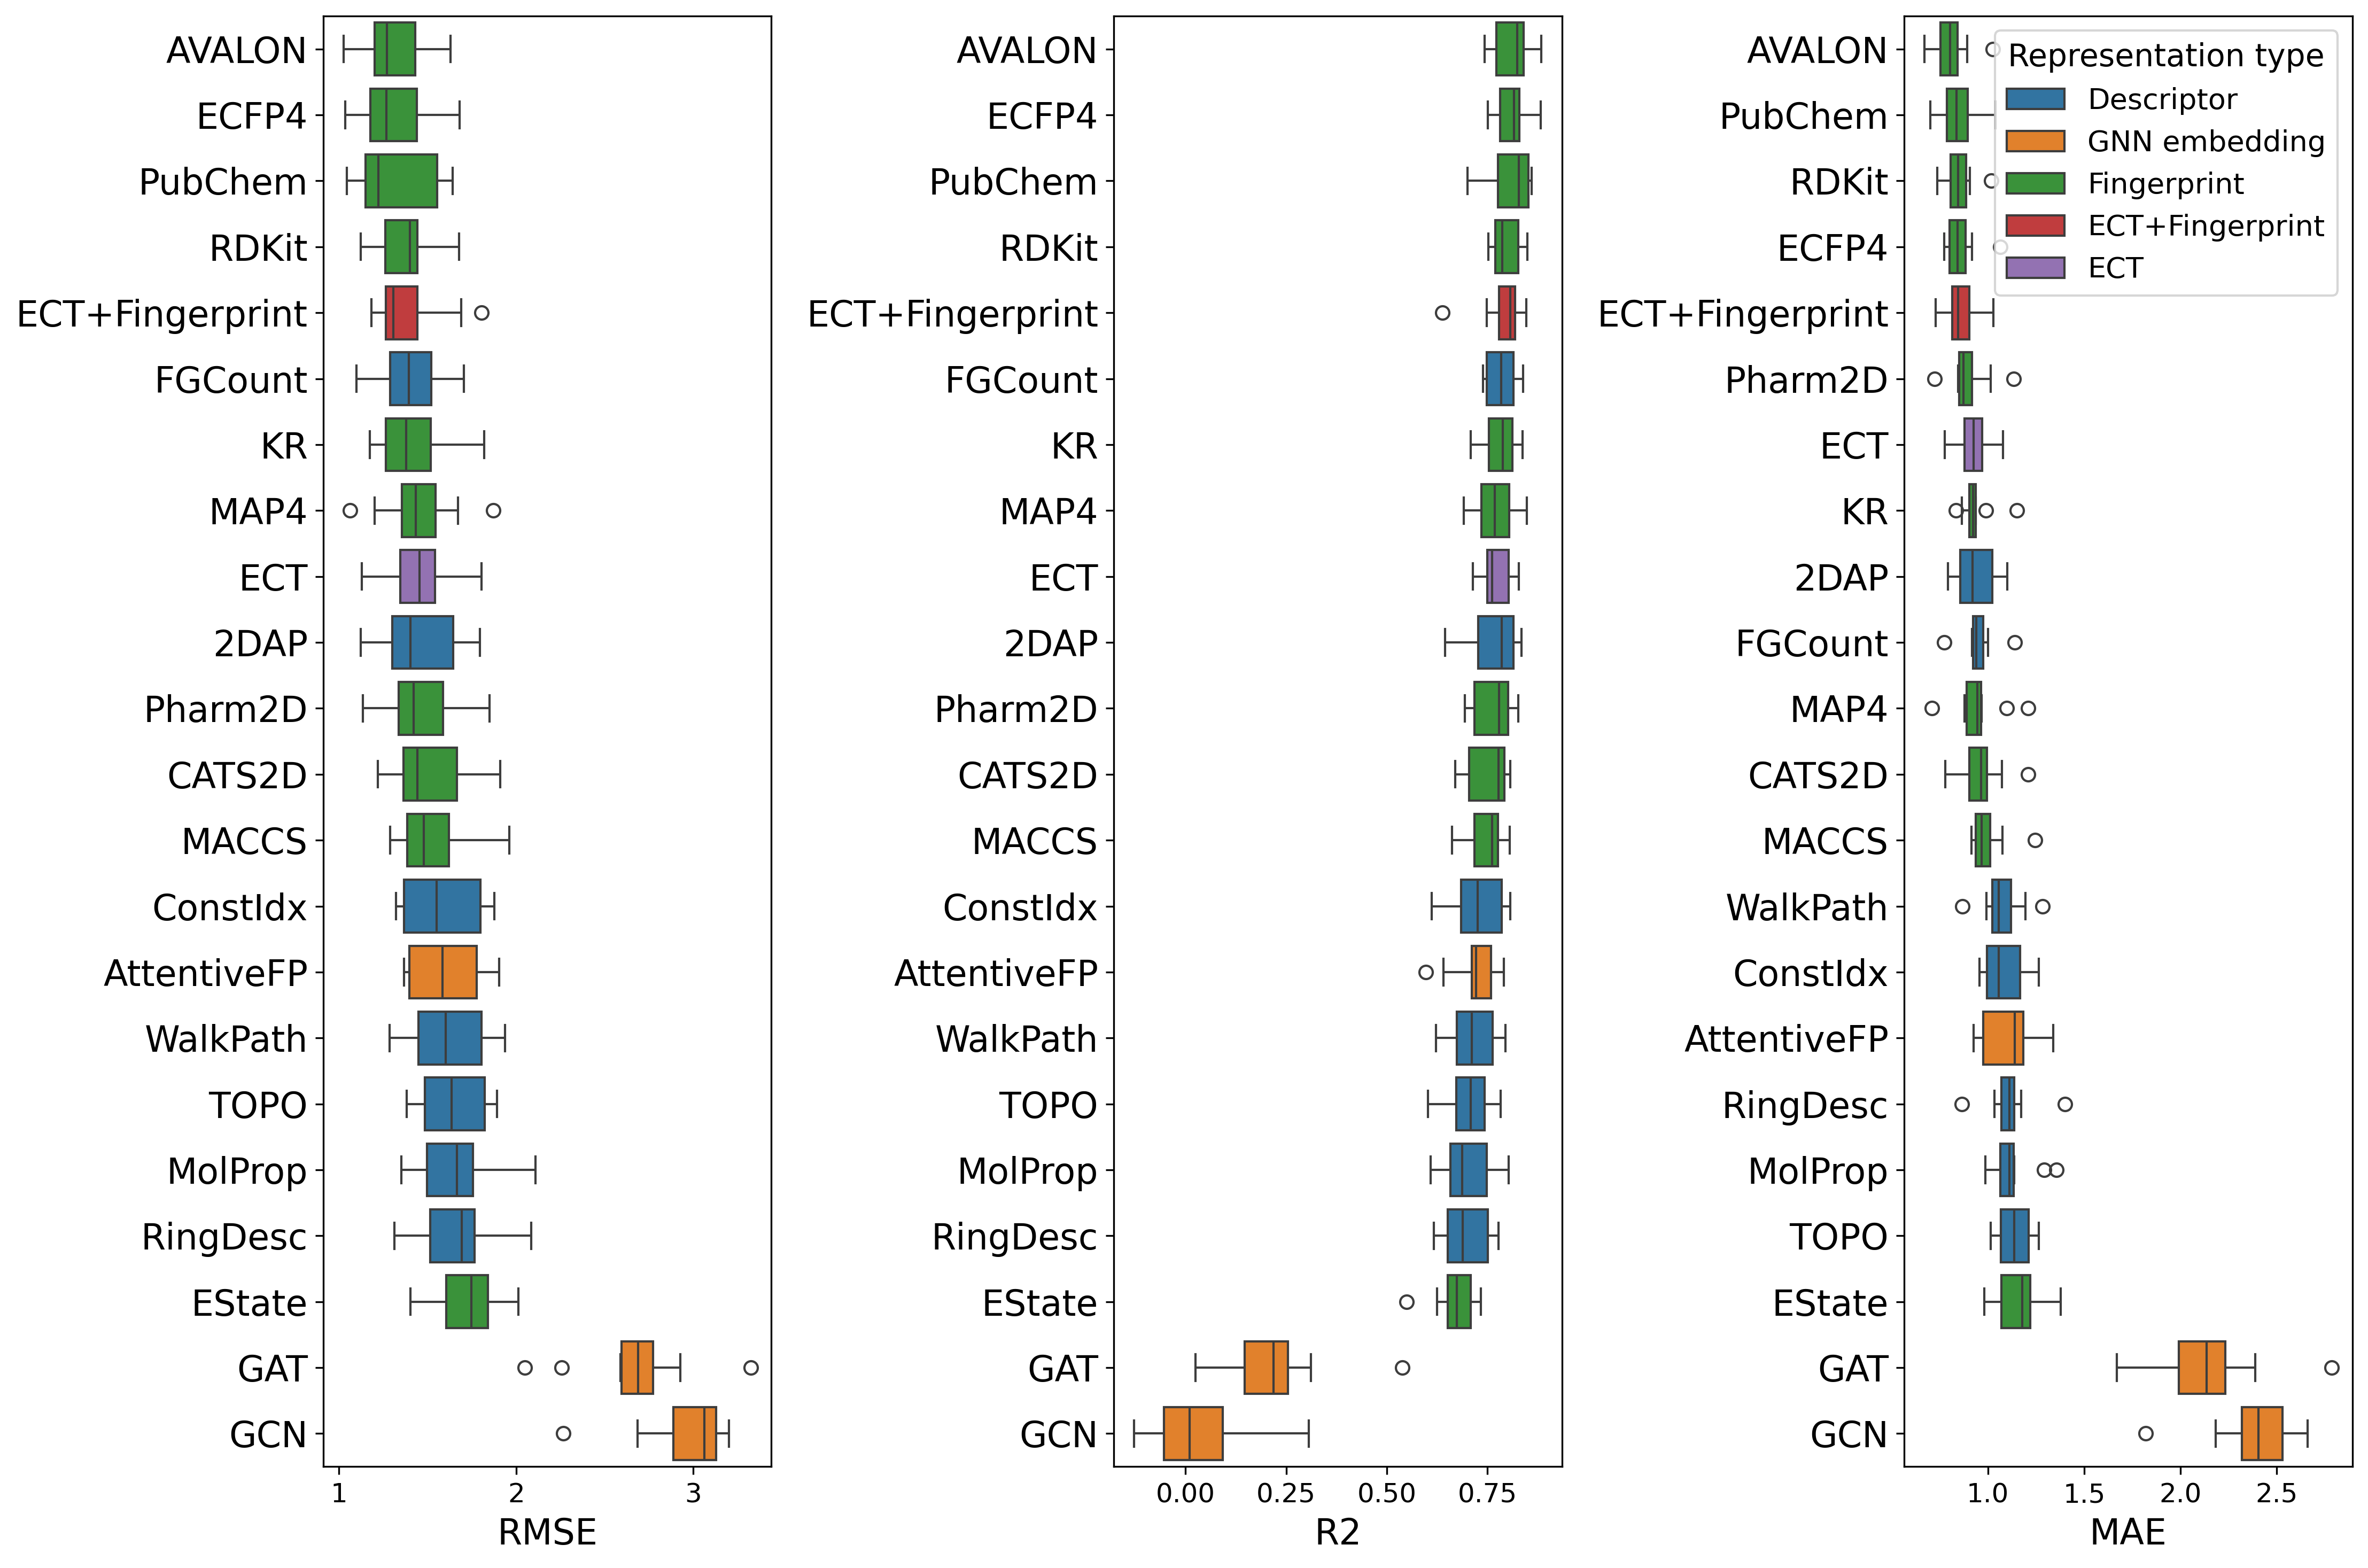 AVALON
ECFP4
PubChem
RDKit
ECT+Fingerprint
FGCount
KR
MAP4
ECT
2DAP
Pharm2D
CATS2D
MACCS
ConstIdx
AttentiveFP
WalkPath
TOPO
MolProp
RingDesc
EState
GAT
GCN
1
2
3
RMSE
AVALON
ECFP4
PubChem
RDKit
ECT+Fingerprint
FGCount
KR
MAP4
ECT
2DAP
Pharm2D
CATS2D
MACCS
ConstIdx
AttentiveFP
WalkPath
TOPO
MolProp
RingDesc
EState
GAT
GCN
0.00
0.25
0.50
0.75
R2
AVALON
PubChem
RDKit
ECFP4
ECT+Fingerprint
Pharm2D
ECT
KR
2DAP
FGCount
MAP4
CATS2D
MACCS
WalkPath
ConstIdx
AttentiveFP
RingDesc
MolProp
TOPO
EState
GAT
GCN
1.0
1.5
2.0
2.5
MAE
Representation type
Descriptor
GNN embedding
Fingerprint
ECT+Fingerprint
ECT